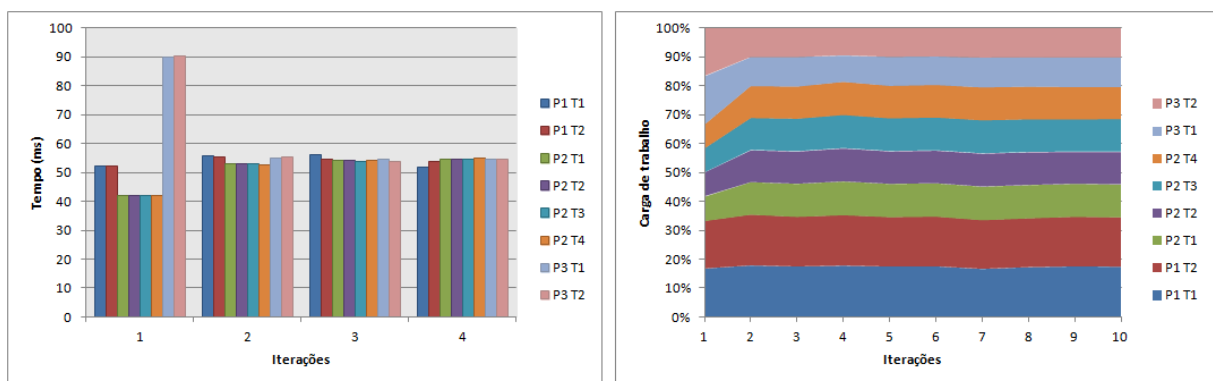 Tempo (ms)
100
90
80
70
60
50
40
30
20
10
0
1 2 3 4
Iterações
P1 T1
P1 T2
P2 T1
P2 T2
P2 T3
P2 T4
P3 T1
P3 T2
Carga de trabalho
100%
90%
80%
70%
60%
50%
40%
30%
20%
10%
0%
1 2 3 4 5 6 7 8 9 10
Iterações
P3 T2
P3 T1
P2 T4
P2 T3
P2 T2
P2 T1
P1 T2
P1 T1